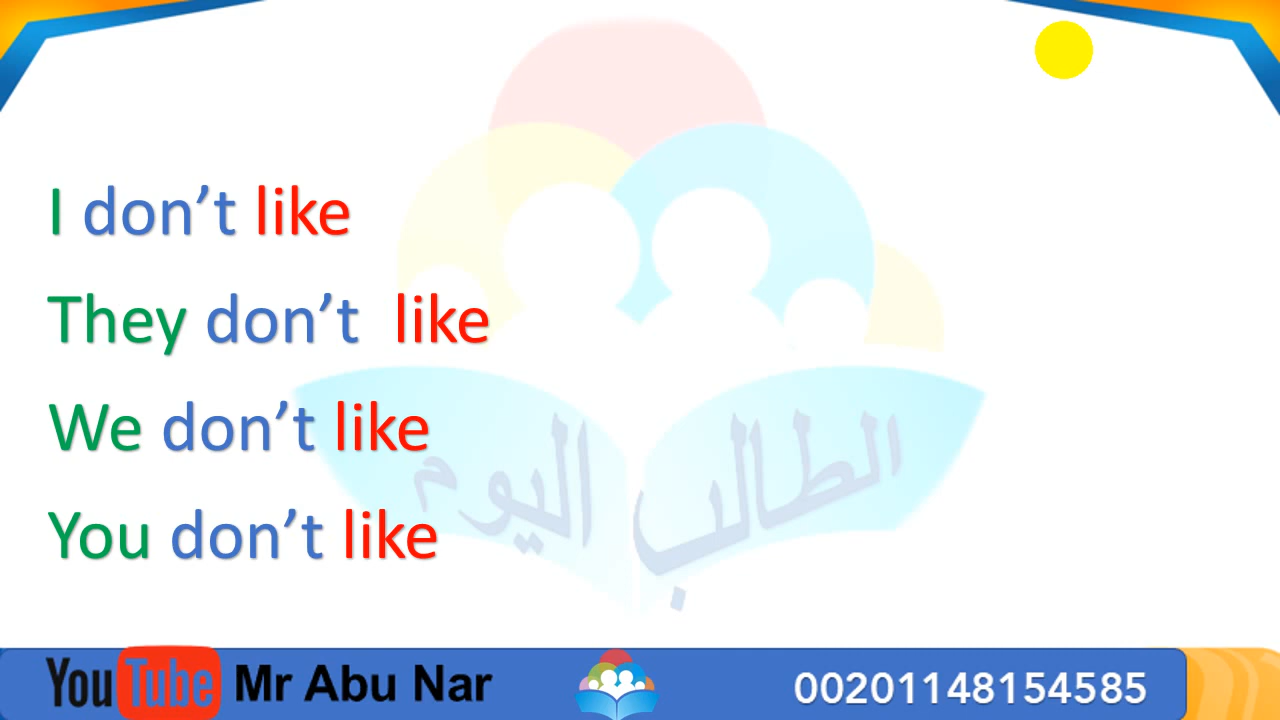 I don’t like
They don’t like
We don’t like
You don’t like
الطالب اليوم
YouTube Mr Abu Nar 00201148154585